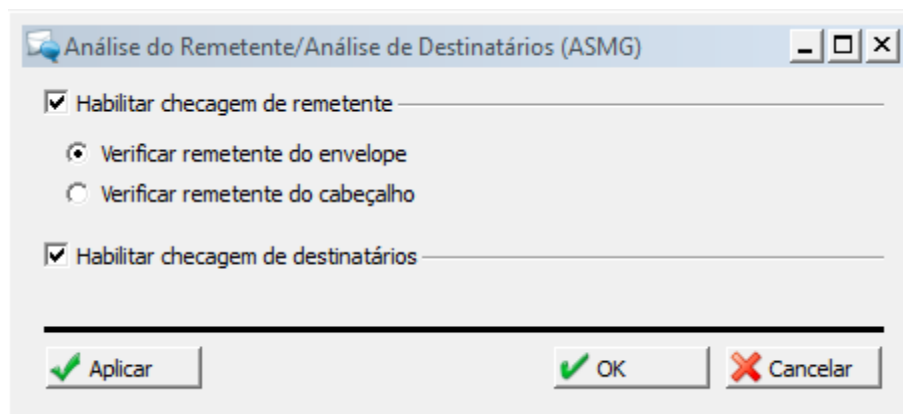 Análise do Remetente/Análise de Destinatários (ASMG)
Habilitar checagem de remetente
Verificar remetente do envelope
Verificar remetente do cabeçalho
Habilitar checagem de destinatários
Aplicar
OK
Cancelar